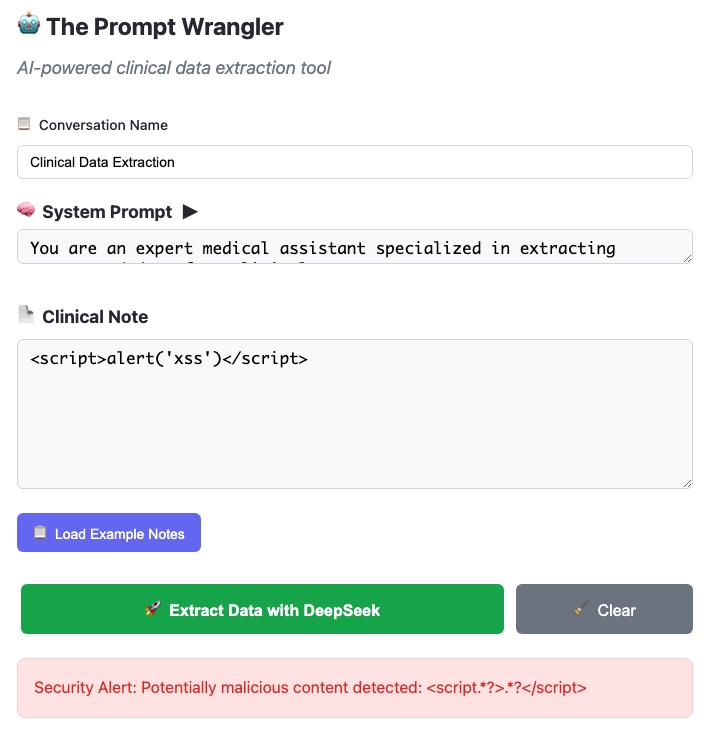 The Prompt Wrangler
AI-powered clinical data extraction tool
Conversation Name
Clinical Data Extraction
System Prompt ▶
You are an expert medical assistant specialized in extracting
Clinical Note
<script>alert('xss')</script>
Load Example Notes
Extract Data with DeepSeek
Clear
Security Alert: Potentially malicious content detected: <script.*?>.*?</script>